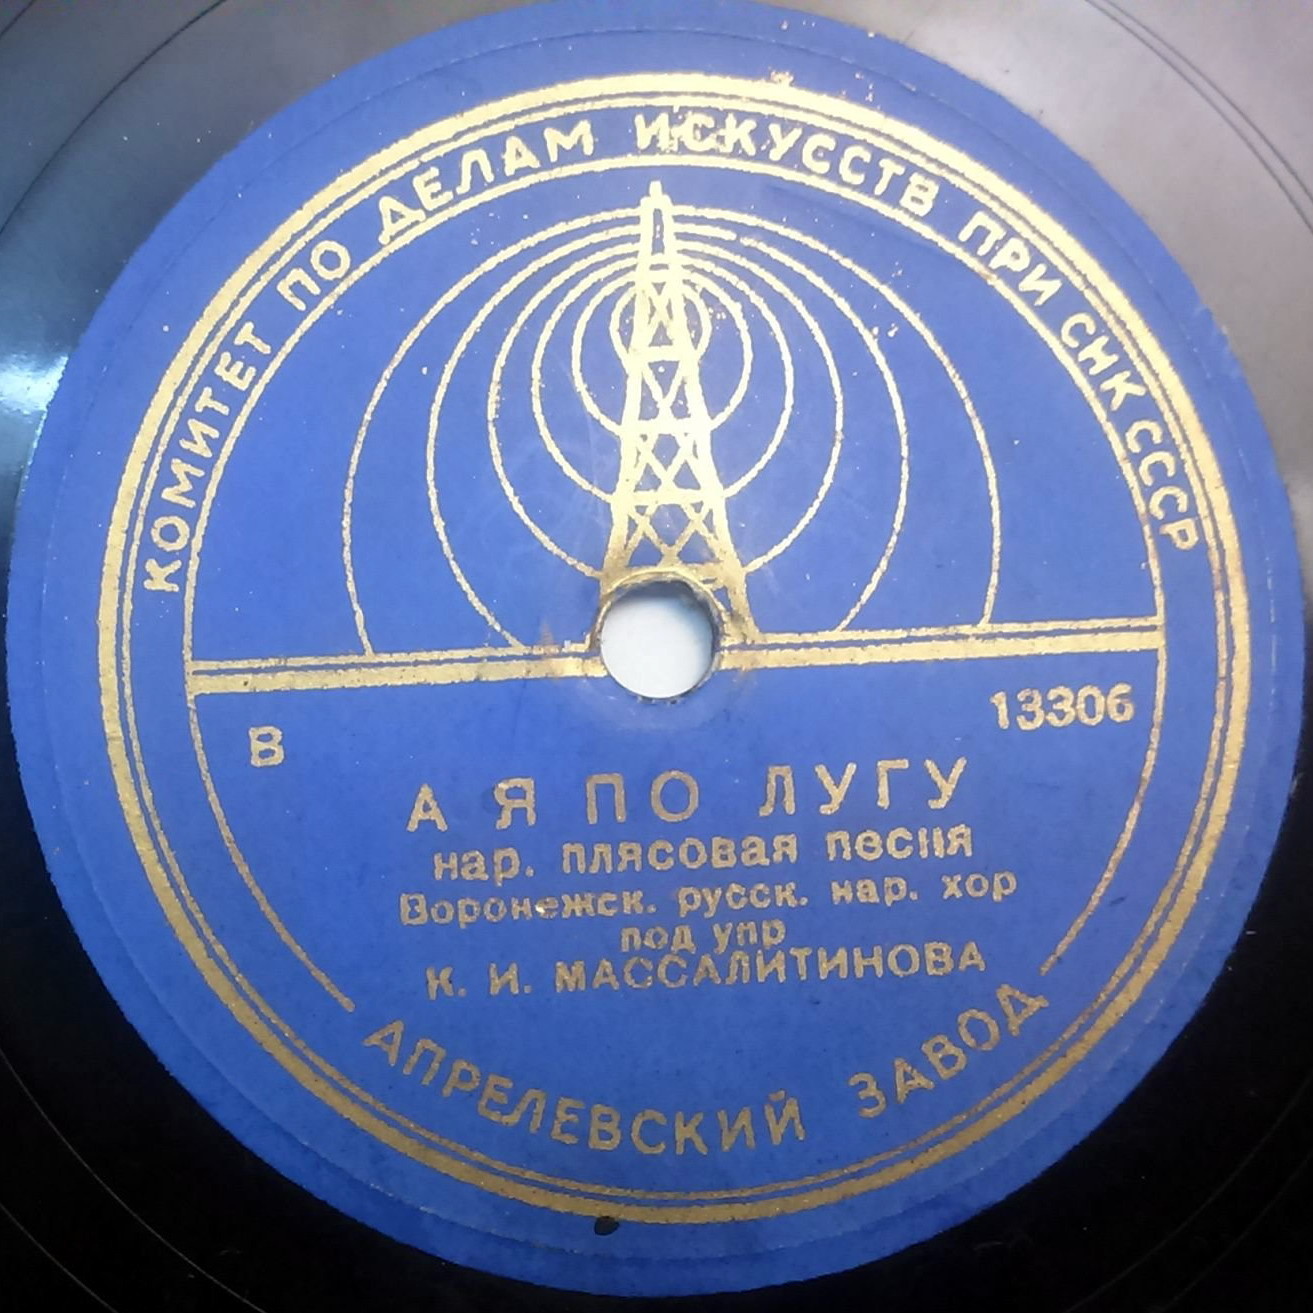 КОМИТЕТ ПО ДЕЛАМ ИСКУССТВ ПРИ СНК СССР
В 13306
А Я ПО ЛУГУ
нар. плясовая песня
Воронежск. русск. нар. хор
под упр
К. И. МАССАЛИТИНОВА
АПРЕЛЕВСКИЙ ЗАВОД